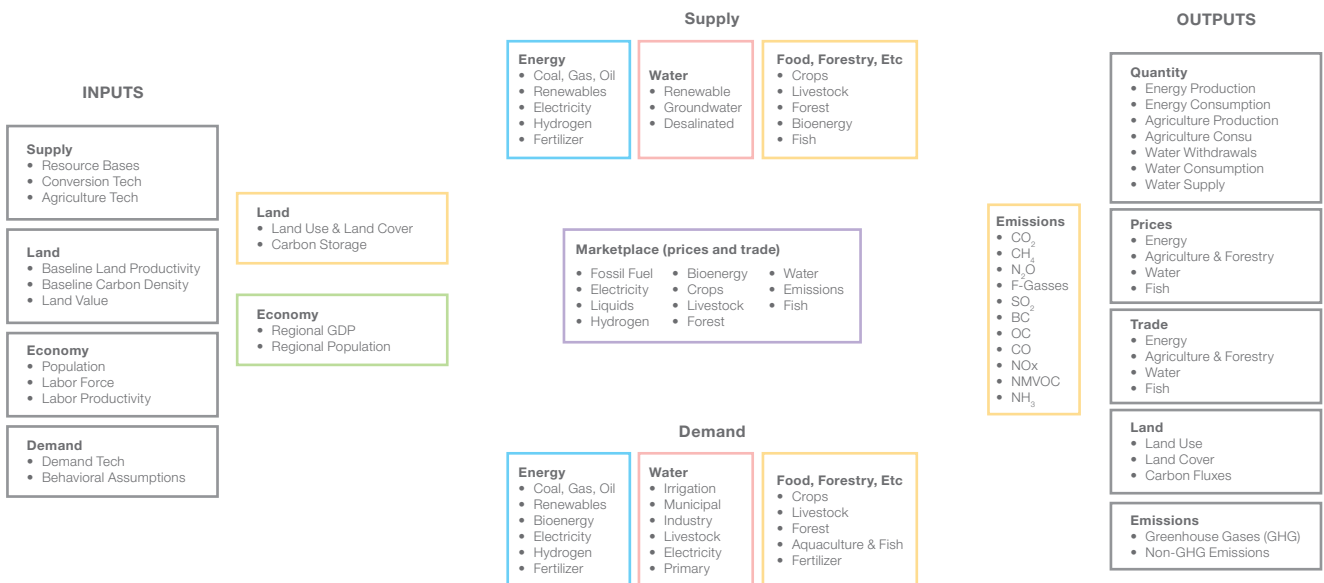 INPUTS
Supply
• Resource Bases
• Conversion Tech
• Agriculture Tech
Land
• Baseline Land Productivity
• Baseline Carbon Density
• Land Value
Economy
• Population
• Labor Force
• Labor Productivity
Demand
• Demand Tech
• Behavioral Assumptions
Land
• Land Use & Land Cover
• Carbon Storage
Economy
• Regional GDP
• Regional Population
Supply
Energy
• Coal, Gas, Oil
• Renewables
• Electricity
• Hydrogen
• Fertilizer
Water
• Renewable
• Groundwater
• Desalinated
Food, Forestry, Etc
• Crops
• Livestock
• Forest
• Bioenergy
• Fish
Marketplace (prices and trade)
• Fossil Fuel
• Electricity
• Liquids
• Hydrogen
• Bioenergy
• Crops
• Livestock
• Forest
• Water
• Emissions
• Fish
Demand
Energy
• Coal, Gas, Oil
• Renewables
• Bioenergy
• Electricity
• Hydrogen
• Fertilizer
Water
• Irrigation
• Municipal
• Industry
• Livestock
• Electricity
• Primary
Food, Forestry, Etc
• Crops
• Livestock
• Forest
• Aquaculture & Fish
• Fertilizer
Emissions
• CO₂
• CH₄
• N₂O
• F-Gasses
• SO₂
• BC
• OC
• CO
• NOx
• NMVOC
• NH₃
OUTPUTS
Quantity
• Energy Production
• Energy Consumption
• Agriculture Production
• Agriculture Consu
• Water Withdrawals
• Water Consumption
• Water Supply
Prices
• Energy
• Agriculture & Forestry
• Water
• Fish
Trade
• Energy
• Agriculture & Forestry
• Water
• Fish
Land
• Land Use
• Land Cover
• Carbon Fluxes
Emissions
• Greenhouse Gases (GHG)
• Non-GHG Emissions